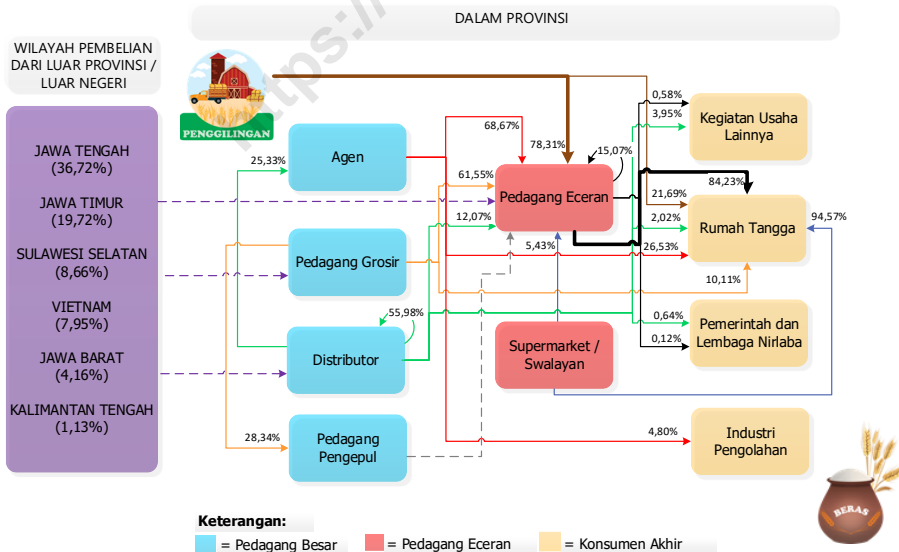 DALAM PROVINSI
WILAYAH PEMBELIAN
DARI LUAR PROVINSI /
LUAR NEGERI
https://
PENGGILINGAN
JAWA TENGAH
(36,72%)
JAWA TIMUR
(19,72%)
SULAWESI SELATAN
(8,66%)
VIETNAM
(7,95%)
JAWA BARAT
(4,16%)
KALIMANTAN TENGAH
(1,13%)
25,33%
Agen
68,67%
78,31%
15,07%
0,58%
3,95%
Kegiatan Usaha
Lainnya
61,55%
Pedagang Eceran
84,23%
12,07%
21,69%
2,02%
Rumah Tangga
94,57%
Pedagang Grosir
5,43%
26,53%
10,11%
55,98%
Distributor
Supermarket /
Swalayan
0,64%
0,12%
Pemerintah dan
Lembaga Nirlaba
28,34%
Pedagang
Pengepul
4,80%
Industri
Pengolahan
BERAS
Keterangan:
= Pedagang Besar
= Pedagang Eceran
= Konsumen Akhir